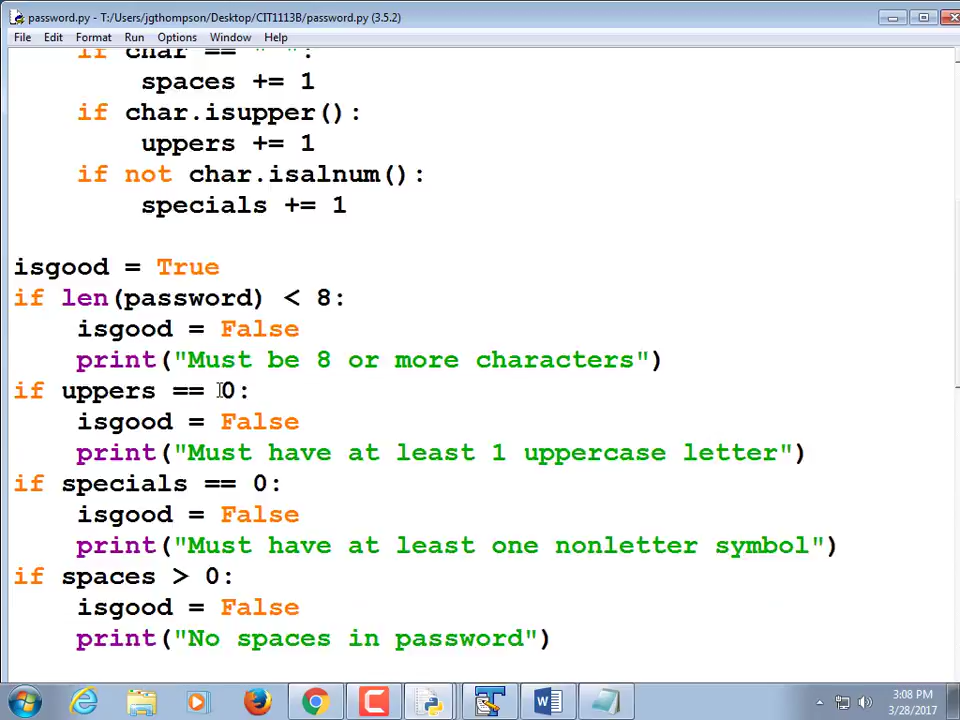 password.py - T:/Users/jgthompson/Desktop/CIT1113B/password.py (3.5.2)
File Edit Format Run Options Window Help
if char == " ":
spaces += 1
if char.isupper():
uppers += 1
if not char.isalnum():
specials += 1
isgood = True
if len(password) < 8:
isgood = False
print("Must be 8 or more characters")
if uppers == 0:
isgood = False
print("Must have at least 1 uppercase letter")
if specials == 0:
isgood = False
print("Must have at least one nonletter symbol")
if spaces > 0:
isgood = False
print("No spaces in password")
3:08 PM
3/28/2017